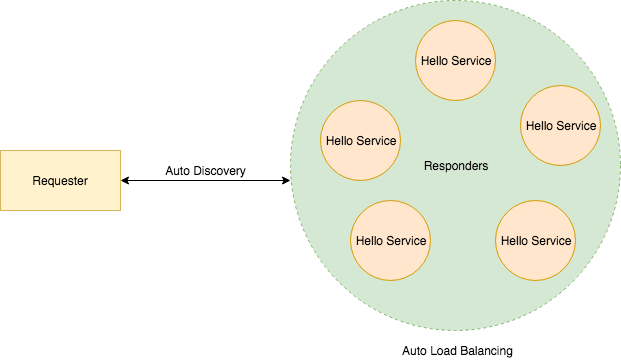 Hello Service
Hello Service
Hello Service
Responders
Auto Discovery
Requester
Hello Service
Hello Service
Auto Load Balancing